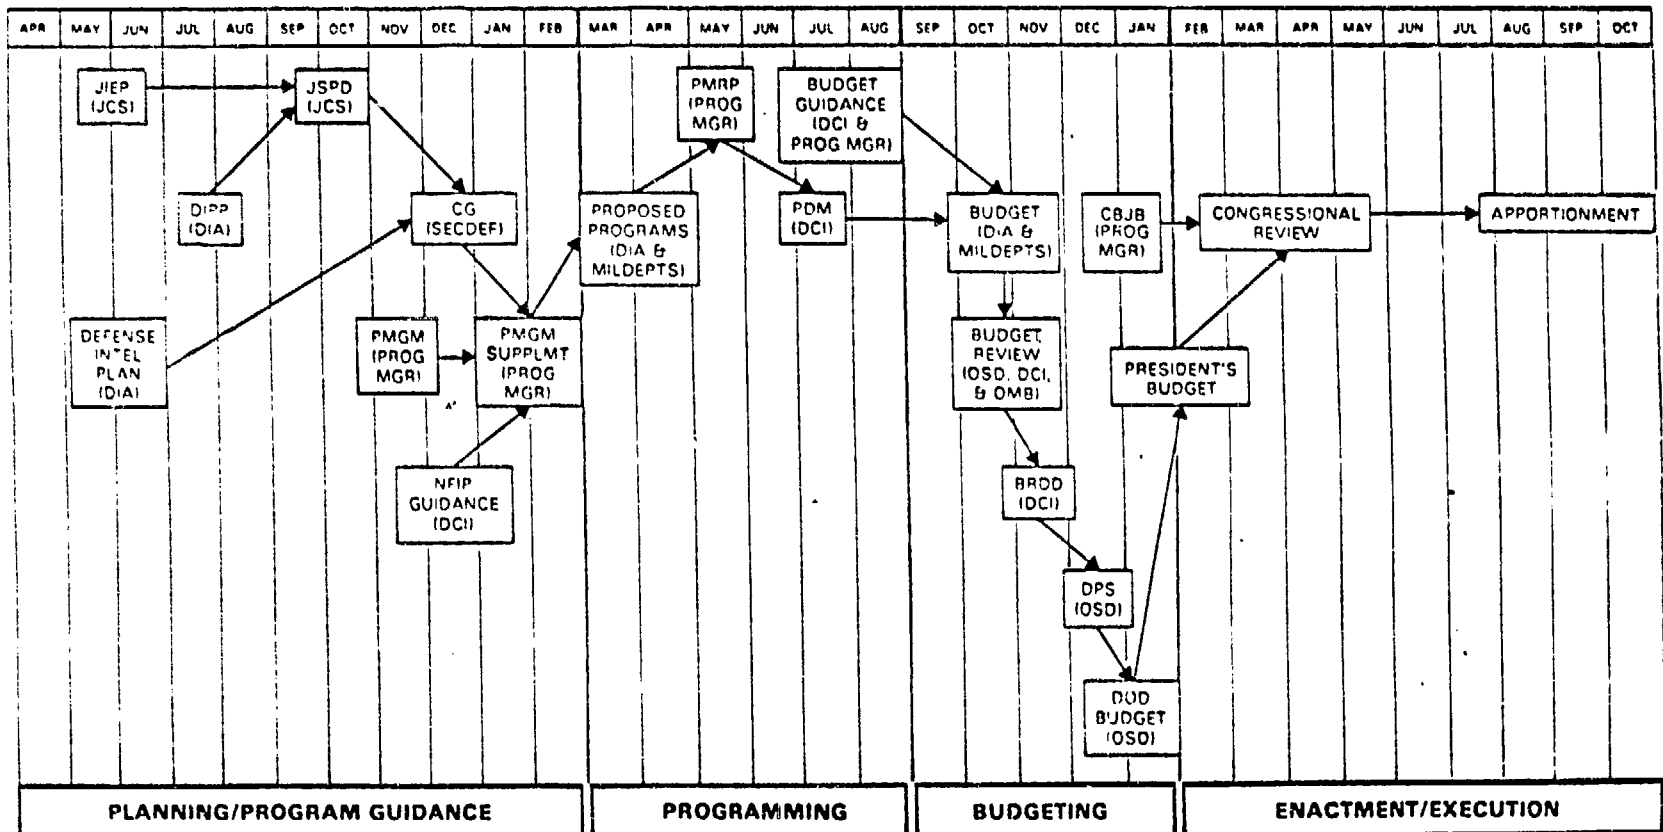 APR MAY JUN JUL AUG SEP OCT NOV DEC JAN FEB MAR APR MAY JUN JUL AUG SEP OCT NOV DEC JAN FEB MAR APR MAY JUN JUL AUG SEP OCT
JIEP
(JCS)
JSPD
(JCS)
PMRP
(PROG
MGR)
BUDGET
GUIDANCE
(DCI &
PROG MGR)
DIPP
(DIA)
CG
(SECDEF)
PROPOSED
PROGRAMS
(DIA &
MILDEPTS)
PDM
(DCI)
BUDGET
(DIA &
MILDEPTS)
CBJB
(PROG
MGR)
CONGRESSIONAL
REVIEW
APPORTIONMENT
DEFENSE
INTEL
PLAN
(DIA)
PMGM
(PROG
MGR)
PMGM
SUPPLMT
(PROG
MGR)
BUDGET
REVIEW
(OSD, DCI,
& OMB)
PRESIDENT'S
BUDGET
NFIP
GUIDANCE
(DCI)
BRDD
(DCI)
DPS
(OSD)
DOD
BUDGET
(OSD)
PLANNING/PROGRAM GUIDANCE PROGRAMMING BUDGETING ENACTMENT/EXECUTION